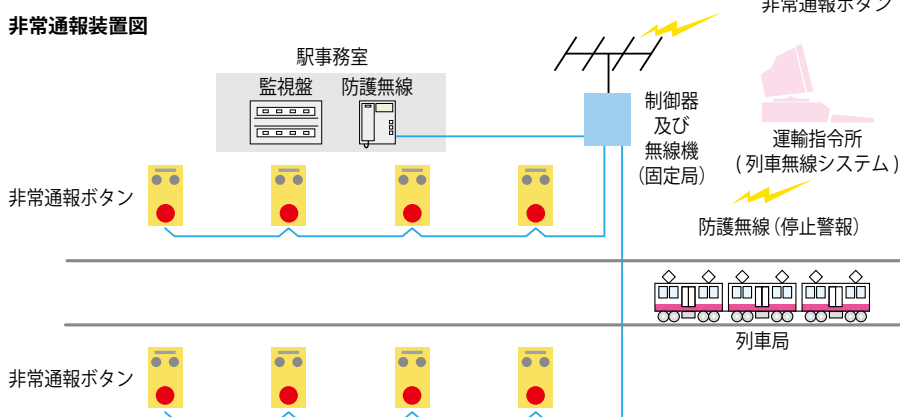 非常通報ボタン
非常通報装置図
駅事務室
監視盤
防護無線
制御器
及び
無線機
（固定局）
運輸指令所
(列車無線システム)
非常通報ボタン
防護無線（停止警報）
列車局
非常通報ボタン